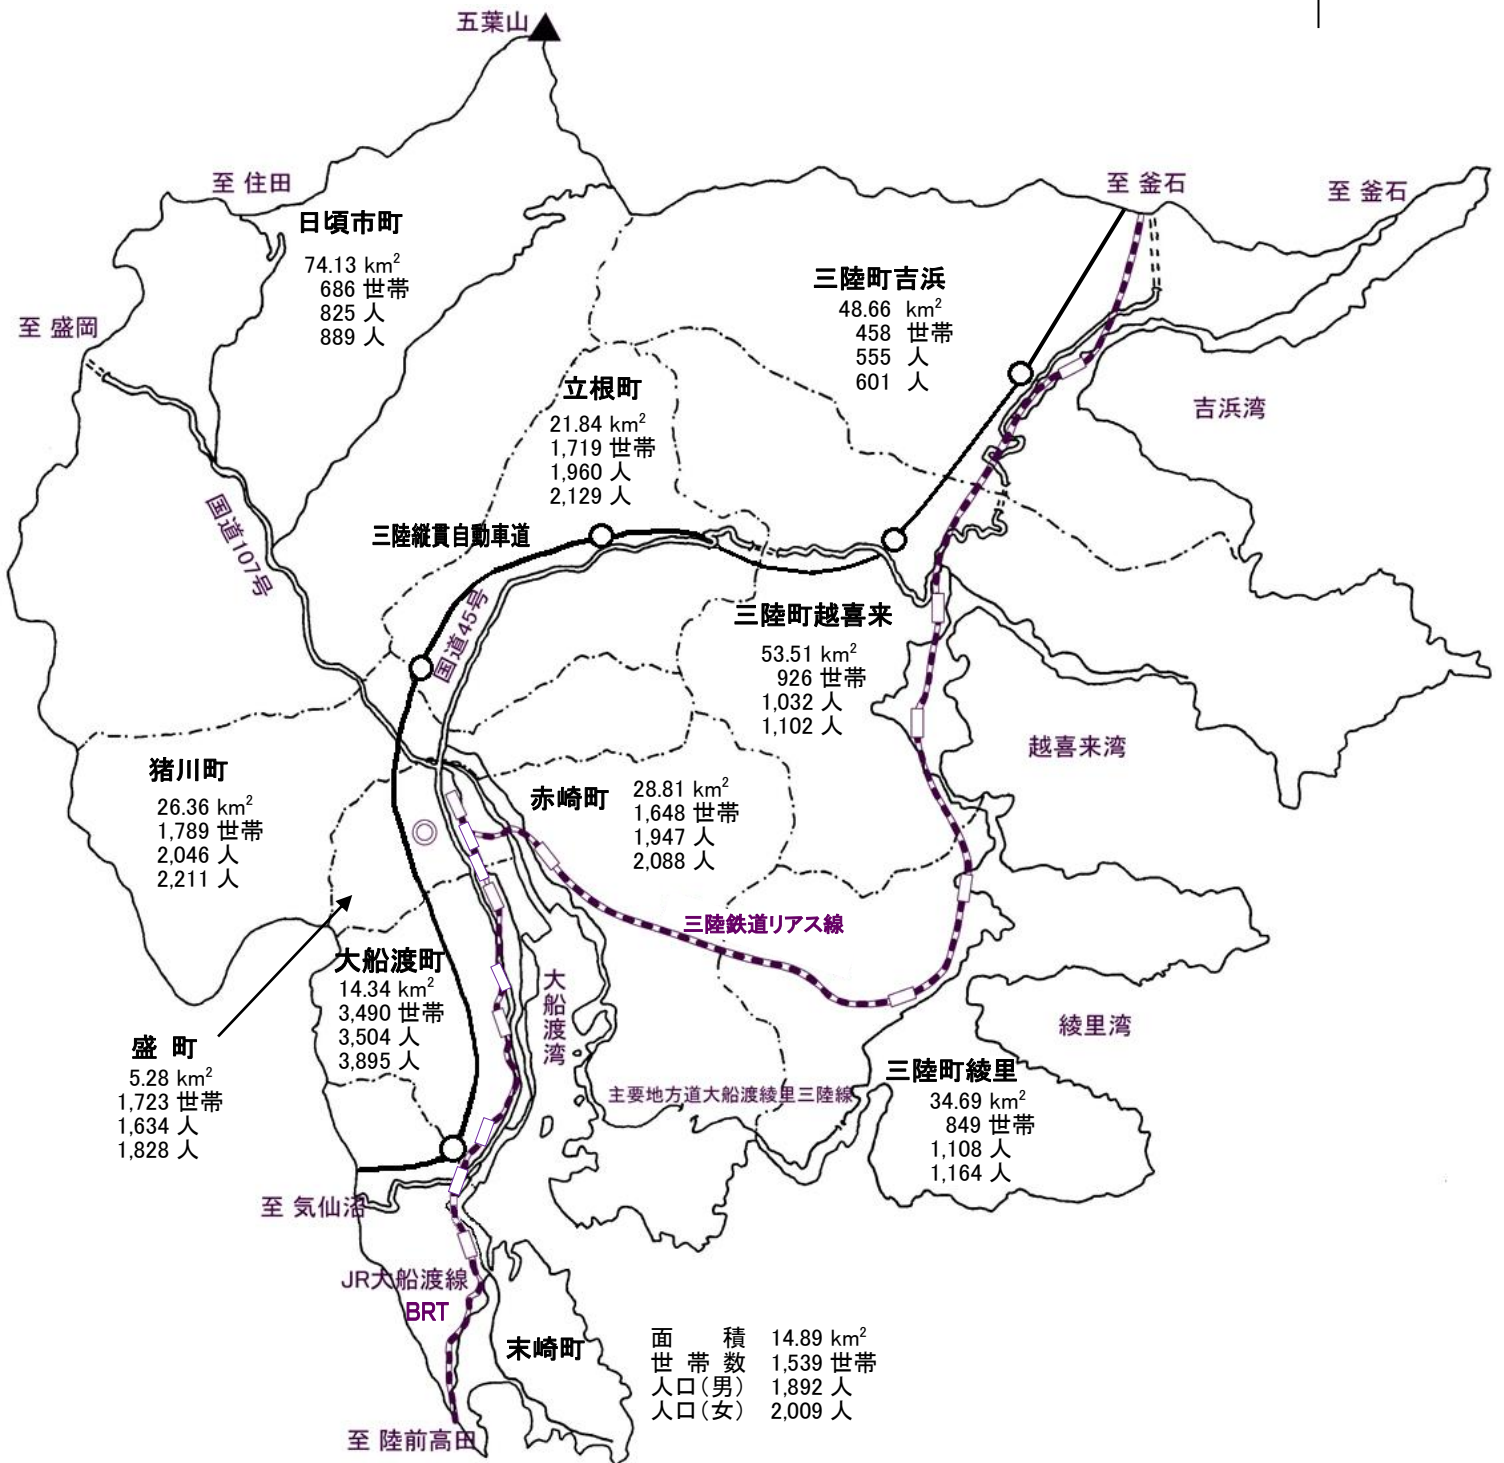 五葉山
至 住田
至 釜石
至 釜石
日頃市町
74.13 km²
686 世帯
825 人
889 人
三陸町吉浜
48.66 km²
458 世帯
555 人
601 人
至 盛岡
立根町
21.84 km²
1,719 世帯
1,960 人
2,129 人
吉浜湾
国道107号
三陸縦貫自動車道
国道45号
三陸町越喜来
53.51 km²
926 世帯
1,032 人
1,102 人
越喜来湾
猪川町
26.36 km²
1,789 世帯
2,046 人
2,211 人
赤崎町
28.81 km²
1,648 世帯
1,947 人
2,088 人
三陸鉄道リアス線
大船渡町
14.34 km²
3,490 世帯
3,504 人
3,895 人
大船渡湾
綾里湾
盛 町
5.28 km²
1,723 世帯
1,634 人
1,828 人
主要地方道大船渡綾里三陸線
三陸町綾里
34.69 km²
849 世帯
1,108 人
1,164 人
至 気仙沼
JR大船渡線
BRT
末崎町
面 積 14.89 km²
世 帯 数 1,539 世帯
人口(男) 1,892 人
人口(女) 2,009 人
至 陸前高田